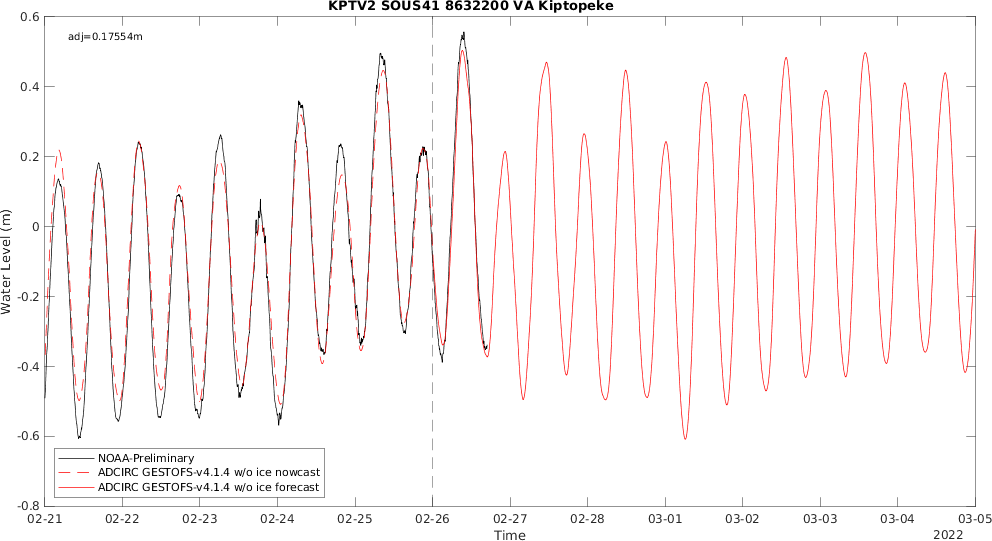 KPTV2 SOUS41 8632200 VA Kiptopeke
adj=0.17554m
0.6
0.4
0.2
0
-0.2
-0.4
-0.6
-0.8
Water Level (m)
NOAA-Preliminary
ADCIRC GESTOFS-v4.1.4 w/o ice nowcast
ADCIRC GESTOFS-v4.1.4 w/o ice forecast
02-21 02-22 02-23 02-24 02-25 02-26 02-27 02-28 03-01 03-02 03-03 03-04 03-05
Time
2022